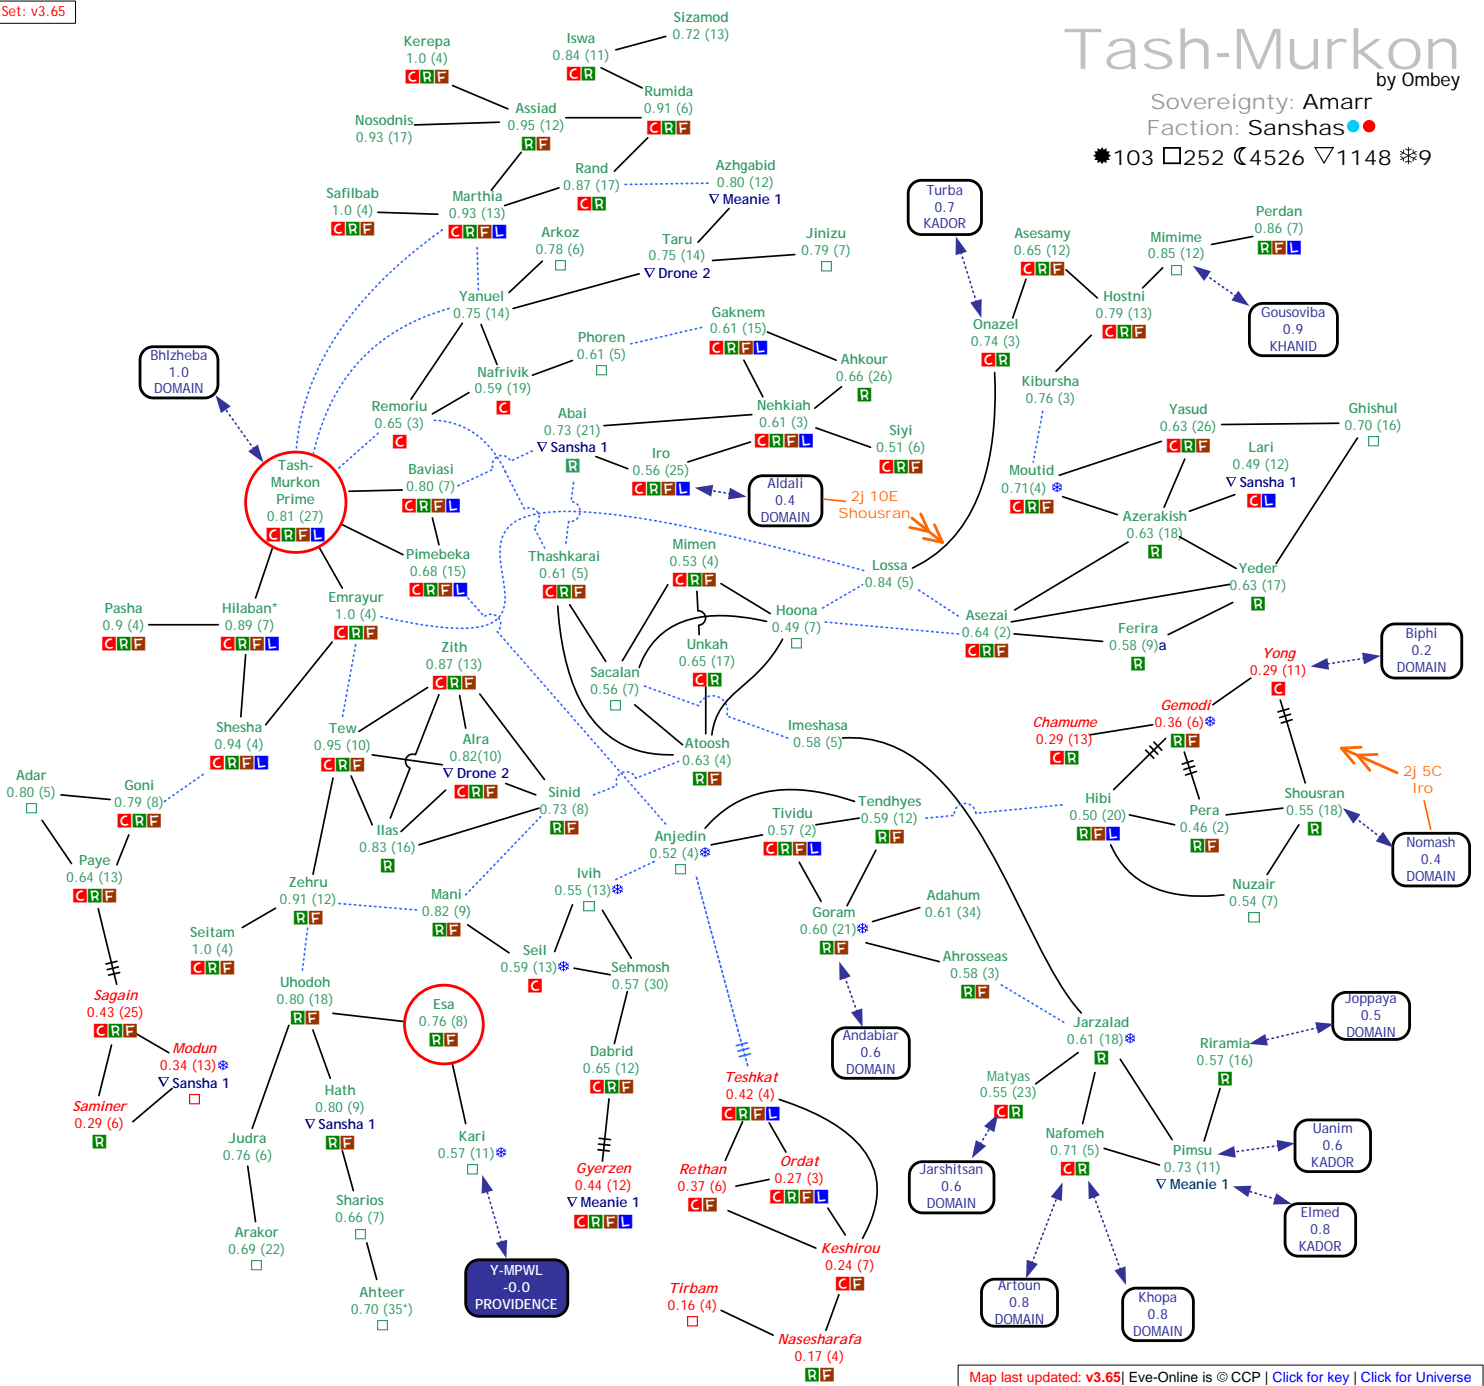 Set: v3.65
Tash-Murkon
by Ombey
Sovereignty: Amarr
Faction: Sanshas
103 252 4526 1148 9
Sizamod
0.72 (13)
Kerepa
1.0 (4)
C R F
Iswa
0.84 (11)
C R
Rumida
0.91 (6)
C R F
Assiad
0.95 (12)
R F
Nosodnis
0.93 (17)
Rand
0.87 (17)
C R
Azhgabid
0.80 (12)
Meanie 1
Safilbab
1.0 (4)
C R F
Marthia
0.93 (13)
C R F L
Arkoz
0.78 (6)
Taru
0.75 (14)
Drone 2
Jinizu
0.79 (7)
Turba
0.7
KADOR
Asesamy
0.65 (12)
C R F
Mimime
0.85 (12)
Perdan
0.86 (7)
R F L
Yanuel
0.75 (14)
Hostni
0.79 (13)
C R F
Gousoviba
0.9
KHANID
Onazel
0.74 (3)
C R
Gaknem
0.61 (15)
C R F L
Phoren
0.61 (5)
Ahkour
0.66 (26)
R
Bhizheba
1.0
DOMAIN
Nafrivik
0.59 (19)
C
Kibursha
0.76 (3)
Remoriu
0.65 (3)
C
Abai
0.73 (21)
Sansha 1
R
Nehkiah
0.61 (3)
C R F L
Siyi
0.51 (6)
C R F
Yasud
0.63 (26)
C R F
Ghishul
0.70 (16)
Iro
0.56 (25)
C R F L
Lari
0.49 (12)
Sansha 1
C L
Tash-
Murkon
Prime
0.81 (27)
C R F L
Baviasi
0.80 (7)
C R F L
Aldali
0.4
DOMAIN
2j 10E
Shousran
Moutid
0.71(4)
C R F
Azerakish
0.63 (18)
R
Pimebeka
0.68 (15)
C R F L
Thashkarai
0.61 (5)
C R F
Mimen
0.53 (4)
C R F
Lossa
0.84 (5)
Yeder
0.63 (17)
R
Pasha
0.9 (4)
C R F
Hilaban*
0.89 (7)
C R F L
Emrayur
1.0 (4)
C R F
Hoona
0.49 (7)
Asezai
0.64 (2)
C R F
Ferira
0.58 (9)a
R
Biphi
0.2
DOMAIN
Zith
0.87 (13)
C R F
Unkah
0.65 (17)
C R
Sacalan
0.56 (7)
Yong
0.29 (11)
C
Gemodi
0.36 (6)
R F
Chamume
0.29 (13)
C R
Shesha
0.94 (4)
C R F L
Tew
0.95 (10)
C R F
Alra
0.82(10)
Drone 2
C R F
Atoosh
0.63 (4)
R F
Imeshasa
0.58 (5)
Adar
0.80 (5)
Goni
0.79 (8)
C R F
Sinid
0.73 (8)
R F
2j 5C
Iro
Hibi
0.50 (20)
R F L
Pera
0.46 (2)
R F
Shousran
0.55 (18)
R
Nomash
0.4
DOMAIN
Tividu
0.57 (2)
C R F L
Tendhyes
0.59 (12)
R F
Ilas
0.83 (16)
R
Anjedin
0.52 (4)
Paye
0.64 (13)
C R F
Zehru
0.91 (12)
R F
Mani
0.82 (9)
R F
Ivih
0.55 (13)
Nuzair
0.54 (7)
Goram
0.60 (21)
R F
Adahum
0.61 (34)
Seitam
1.0 (4)
C R F
Seil
0.59 (13)
C
Sehmosh
0.57 (30)
Ahrosseas
0.58 (3)
R F
Sagain
0.43 (25)
C R F
Uhodoh
0.80 (18)
R F
Esa
0.76 (8)
R F
Andabiar
0.6
DOMAIN
Jarzalad
0.61 (18)
R
Joppaya
0.5
DOMAIN
Riramia
0.57 (16)
R
Modun
0.34 (13)
Sansha 1
Dabrid
0.65 (12)
C R F
Teshkat
0.42 (4)
C R F L
Matyas
0.55 (23)
C R
Saminer
0.29 (6)
R
Hath
0.80 (9)
Sansha 1
R F
Judra
0.76 (6)
Kari
0.57 (11)
Nafomeh
0.71 (5)
C R
Pimsu
0.73 (11)
Meanie 1
Uanim
0.6
KADOR
Gyerzen
0.44 (12)
Meanie 1
C R F L
Rethan
0.37 (6)
C F
Ordat
0.27 (3)
C R F L
Jarshitsan
0.6
DOMAIN
Sharios
0.66 (7)
Elmed
0.8
KADOR
Arakor
0.69 (22)
Y-MPWL
-0.0
PROVIDENCE
Keshirou
0.24 (7)
C F
Ahteer
0.70 (35*)
Tirbam
0.16 (4)
Artoun
0.8
DOMAIN
Khopa
0.8
DOMAIN
Nasesharafa
0.17 (4)
R F
Map last updated: v3.65| Eve-Online is © CCP | Click for key | Click for Universe